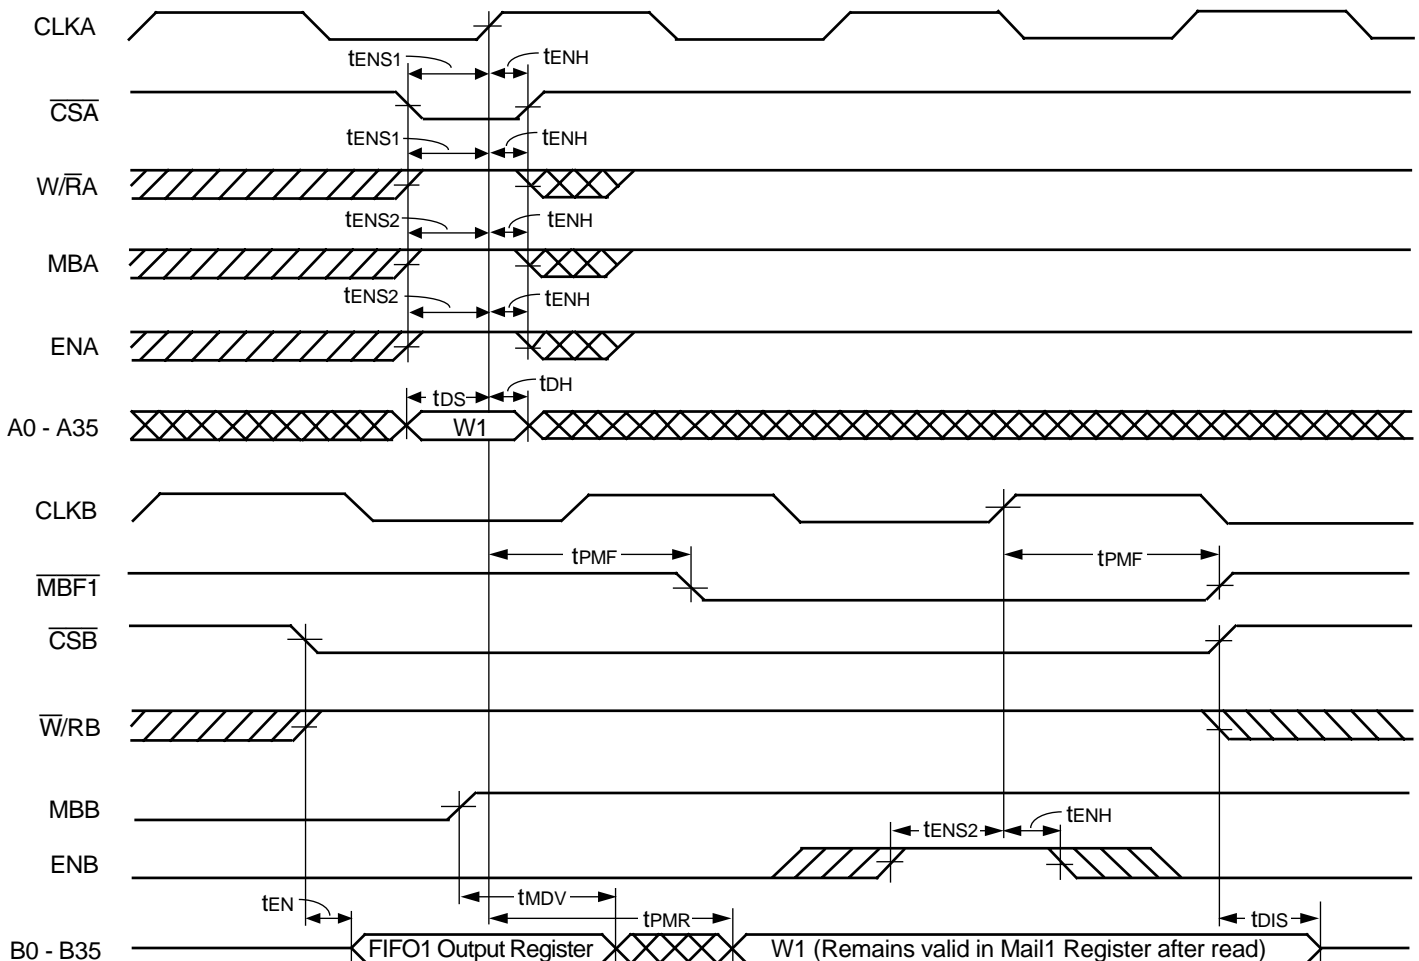 CLKA
tENS1 tENH
CSA
tENS1 tENH
W/RA
tENS2 tENH
MBA
tENS2 tENH
ENA
tDS tDH
A0 - A35 W1
CLKB
tPMF tPMF
MBF1
CSB
W/RB
MBB
tENS2 tENH
ENB
tEN tMDV
tPMR tDIS
B0 - B35 FIFO1 Output Register W1 (Remains valid in Mail1 Register after read)